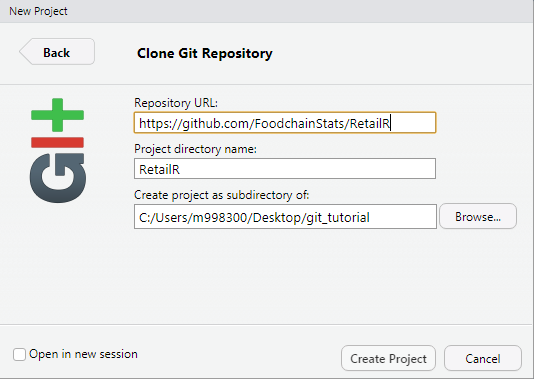 New Project
Back
Clone Git Repository
Repository URL:
https://github.com/FoodchainStats/RetailR
Project directory name:
RetailR
Create project as subdirectory of:
C:/Users/m998300/Desktop/git_tutorial
Browse...
GIt
Open in new session
Create Project
Cancel